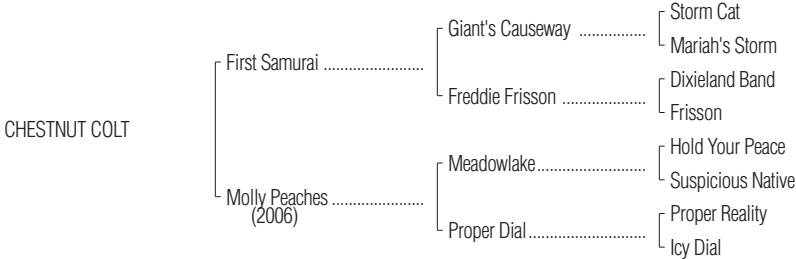 Storm Cat
Giant's Causeway ................
Mariah's Storm
First Samurai ........................
Dixieland Band
Freddie Frisson ....................
Frisson
CHESTNUT COLT
Hold Your Peace
Meadowlake..........................
Suspicious Native
Molly Peaches ......................
(2006)
Proper Reality
Proper Dial............................
Icy Dial